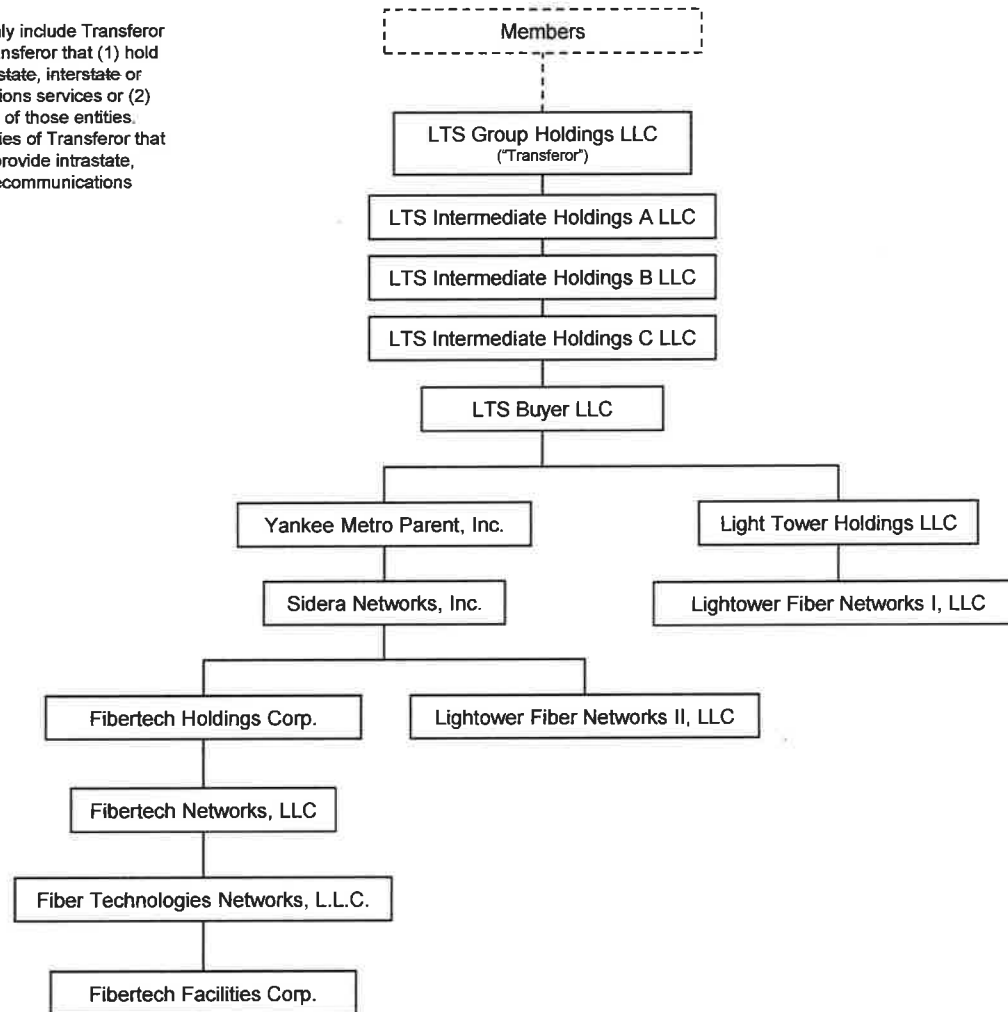 ly include Transferor
nsferor that (1) hold
state, interstate or
ions services or (2)
of those entities.
ies of Transferor that
provide intrastate,
ecommunications
Members
LTS Group Holdings LLC
("Transferor")
LTS Intermediate Holdings A LLC
LTS Intermediate Holdings B LLC
LTS Intermediate Holdings C LLC
LTS Buyer LLC
Yankee Metro Parent, Inc.
Light Tower Holdings LLC
Sidera Networks, Inc.
Lightower Fiber Networks I, LLC
Fibertech Holdings Corp.
Lightower Fiber Networks II, LLC
Fibertech Networks, LLC
Fiber Technologies Networks, L.L.C.
Fibertech Facilities Corp.